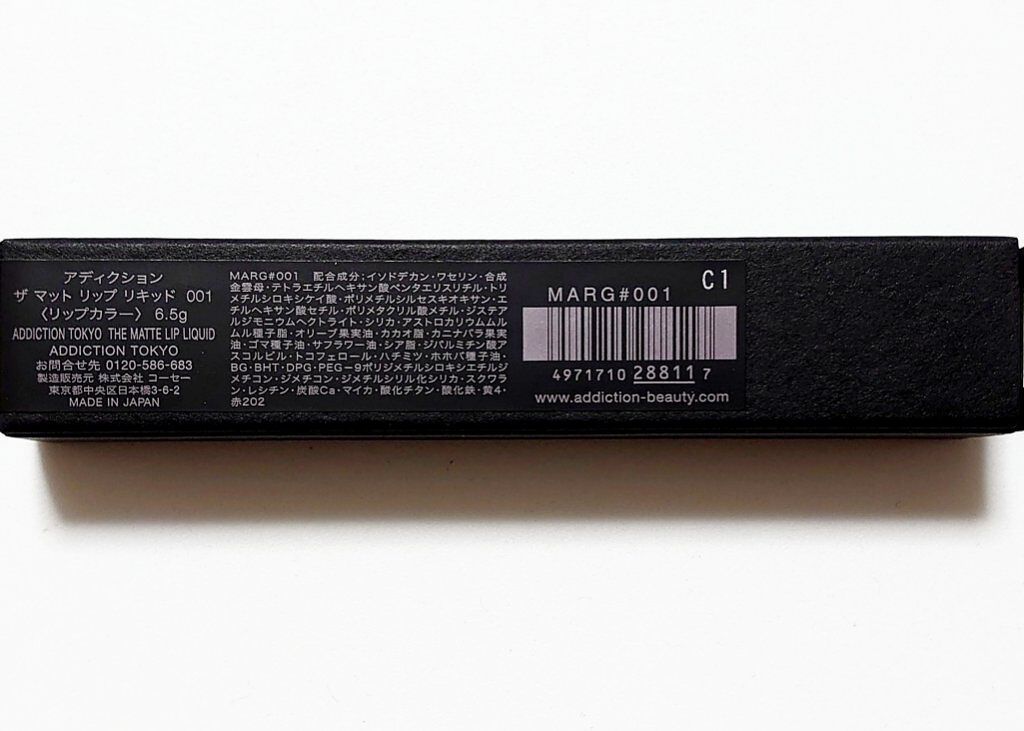 アディクション
ザ マット リップ リキッド 001
〈リップカラー〉 6.5g
ADDICTION TOKYO THE MATTE LIP LIQUID
ADDICTION TOKYO
お問合せ先 0120-586-683
製造販売元 株式会社 コーセー
東京都中央区日本橋3-6-2
MADE IN JAPAN
MARG#001 配合成分:イソドデカン・ワセリン・合成
金雲母・テトラエチルヘキサン酸ペンタエリスリチル・トリ
メチルシロキシケイ酸・ポリメチルシルセスキオキサン・エ
チルヘキサン酸セチル・ポリメタクリル酸メチル・ジステア
ルジモニウムヘクトライト・シリカ・アストロカリウムムル
ムル種子脂・オリーブ果実油・カカオ脂・カニナバラ果実
油・ゴマ種子油・サフラワー油・シア脂・ジパルミチン酸ア
スコルビル・トコフェロール・ハチミツ・ホホバ種子油・
BG・BHT・DPG・PEG-9ポリジメチルシロキシエチルジ
メチコン・ジメチコン・ジメチルシリル化シリカ・スクワラ
ン・レシチン・炭酸Ca・マイカ・酸化チタン・酸化鉄・黄4・
赤202
C1
MARG#001
4971710 28811 7
www.addiction-beauty.com